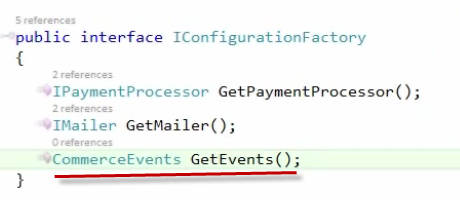 5 references
public interface IConfigurationFactory
{
2 references
IPaymentProcessor GetPaymentProcessor();
2 references
IMailer GetMailer();
0 references
CommerceEvents GetEvents();
}